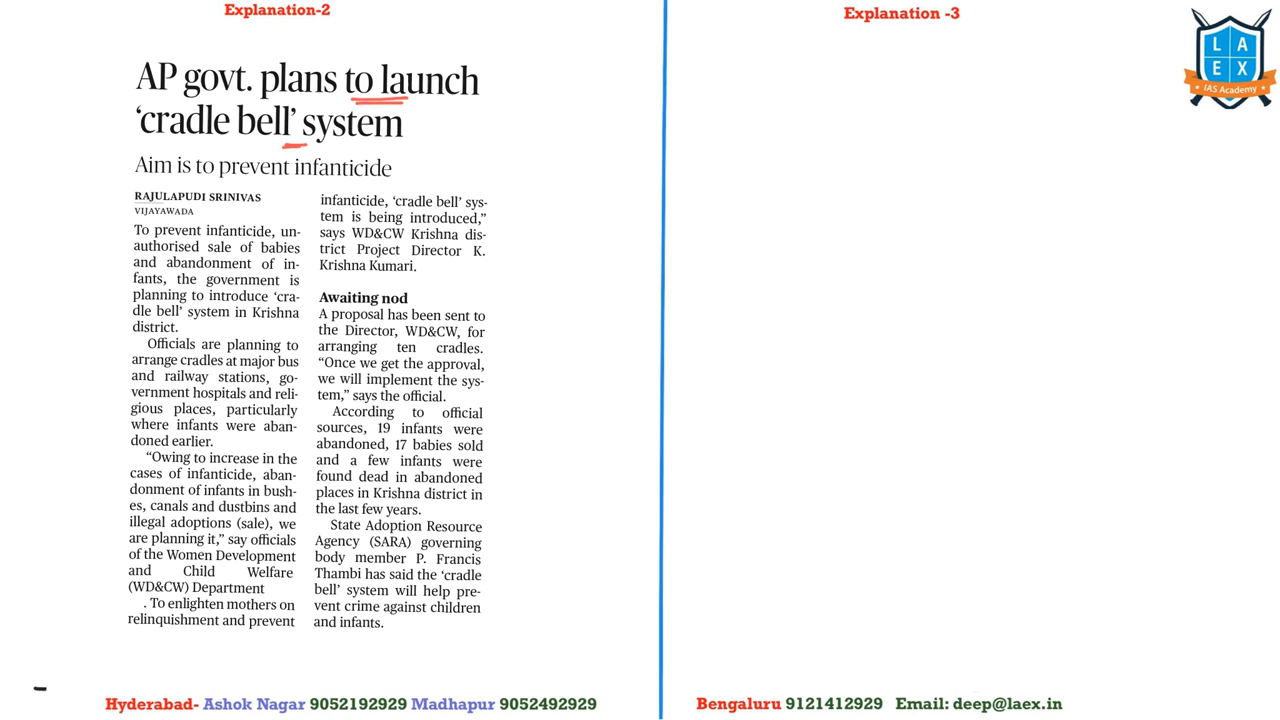 Explanation-2
AP govt. plans to launch
‘cradle bell’ system
Aim is to prevent infanticide
RAJULAPUDI SRINIVAS
VIJAYAWADA
To prevent infanticide, un-
authorised sale of babies
and abandonment of in-
fants, the government is
planning to introduce ‘cra-
dle bell’ system in Krishna
district.
Officials are planning to
arrange cradles at major bus
and railway stations, go-
vernment hospitals and reli-
gious places, particularly
where infants were aban-
doned earlier.
“Owing to increase in the
cases of infanticide, aban-
donment of infants in bush-
es, canals and dustbins and
illegal adoptions (sale), we
are planning it,” say officials
of the Women Development
and Child Welfare
(WD&CW) Department
. To enlighten mothers on
relinquishment and prevent
infanticide, ‘cradle bell’ sys-
tem is being introduced,”
says WD&CW Krishna dis-
trict Project Director K.
Krishna Kumari.
Awaiting nod
A proposal has been sent to
the Director, WD&CW, for
arranging ten cradles.
“Once we get the approval,
we will implement the sys-
tem,” says the official.
According to official
sources, 19 infants were
abandoned, 17 babies sold
and a few infants were
found dead in abandoned
places in Krishna district in
the last few years.
State Adoption Resource
Agency (SARA) governing
body member P. Francis
Thambi has said the ‘cradle
bell’ system will help pre-
vent crime against children
and infants.
Hyderabad- Ashok Nagar 9052192929 Madhapur 9052492929
Explanation -3
L A
E X
IAS Academy
Bengaluru 9121412929 Email: deep@laex.in